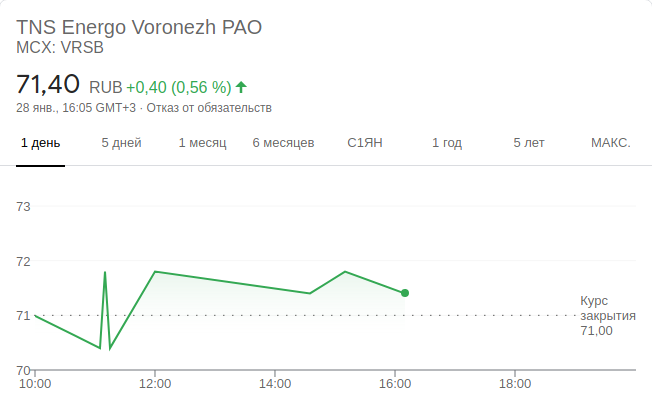 TNS Energo Voronezh PAO
MCX: VRSB
71,40 RUB +0,40 (0,56 %)
28 янв., 16:05 GMT+3 · Отказ от обязательств
1 день 5 дней 1 месяц 6 месяцев С1ЯН 1 год 5 лет МАКС.
73
72
71
70
Курс
закрытия
71,00
10:00 12:00 14:00 16:00 18:00